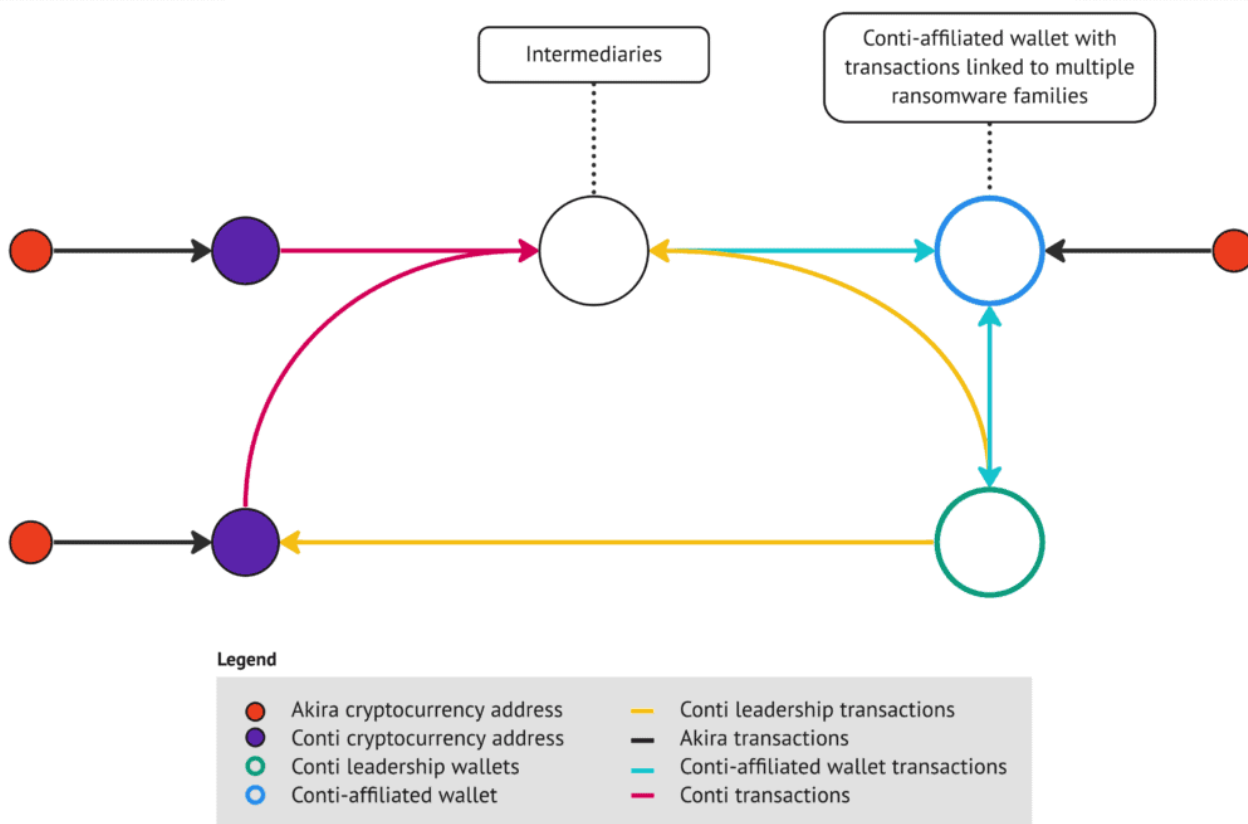 Intermediaries
Conti-affiliated wallet with
transactions linked to multiple
ransomware families
Legend
Akira cryptocurrency address
Conti cryptocurrency address
Conti leadership wallets
Conti-affiliated wallet
Conti leadership transactions
Akira transactions
Conti-affiliated wallet transactions
Conti transactions